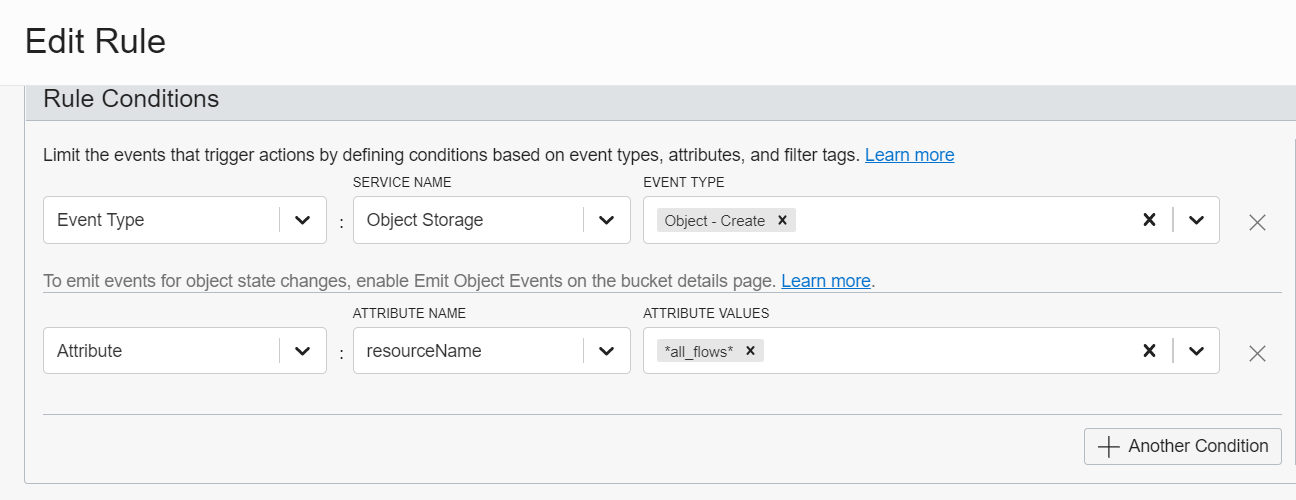 Edit Rule
Rule Conditions
Limit the events that trigger actions by defining conditions based on event types, attributes, and filter tags. Learn more
SERVICE NAME EVENT TYPE
Event Type : Object Storage Object - Create
To emit events for object state changes, enable Emit Object Events on the bucket details page. Learn more.
ATTRIBUTE NAME ATTRIBUTE VALUES
Attribute : resourceName *all_flows*
Another Condition